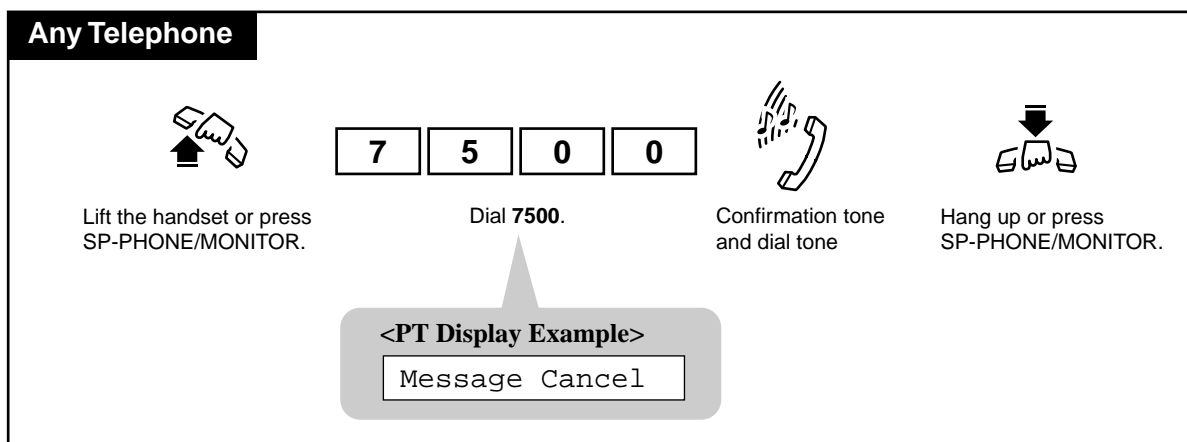 Any Telephone
7 5 0 0
Lift the handset or press
SP-PHONE/MONITOR.
Dial 7500.
Confirmation tone
and dial tone
Hang up or press
SP-PHONE/MONITOR.
<PT Display Example>
Message Cancel